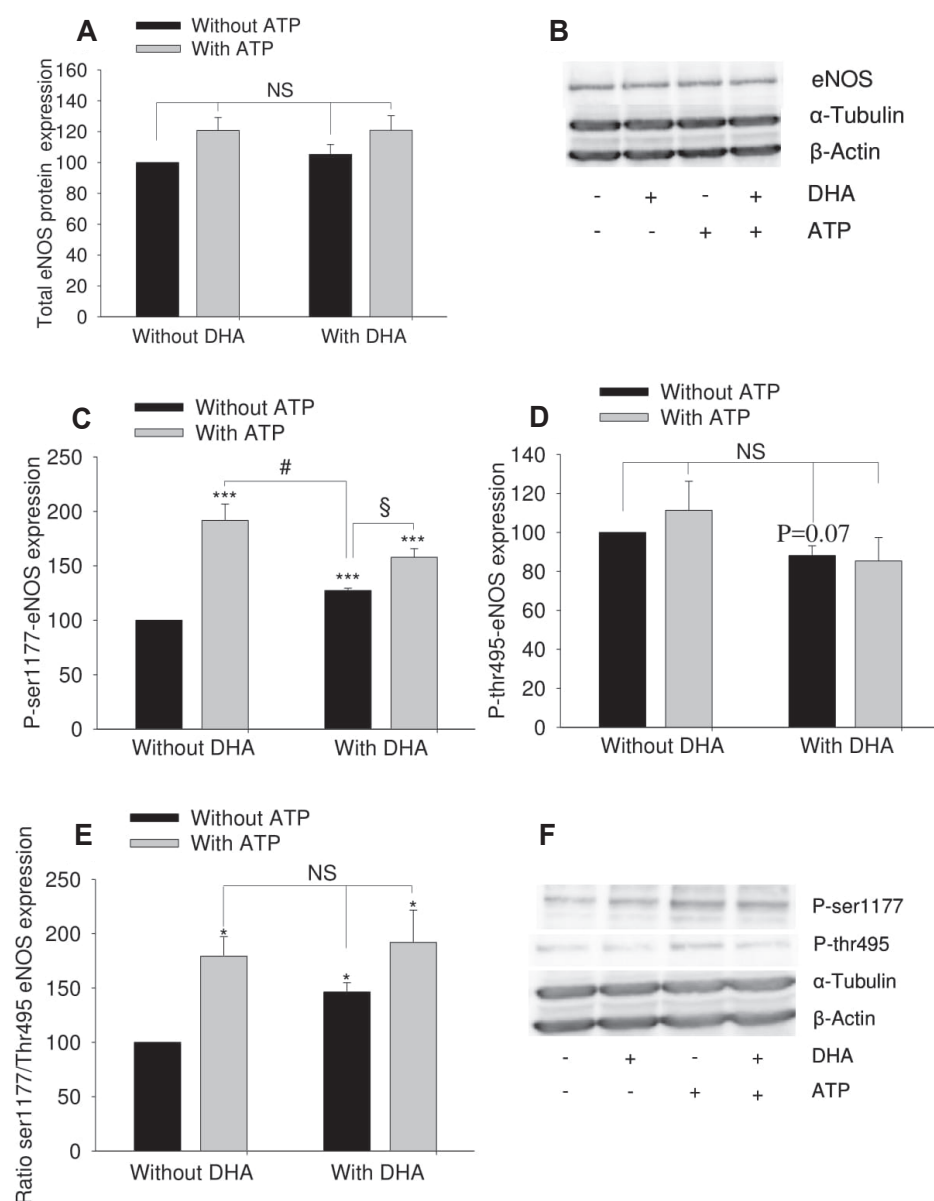 A
Without ATP
With ATP
Total eNOS protein expression
160
140
120
100
80
60
40
20
0
NS
Without DHA
With DHA
B
eNOS
α-Tubulin
β-Actin
- + - + DHA
- - + + ATP
C
Without ATP
With ATP
P-ser1177-eNOS expression
250
200
150
100
50
0
***
#
***
§
***
Without DHA
With DHA
D
Without ATP
With ATP
P-thr495-eNOS expression
140
120
100
80
60
40
20
0
NS
P=0.07
Without DHA
With DHA
E
Without ATP
With ATP
Ratio ser1177/Thr495 eNOS expression
250
200
150
100
50
0
NS
*
*
*
Without DHA
With DHA
F
P-ser1177
P-thr495
α-Tubulin
β-Actin
- + - + DHA
- - + + ATP